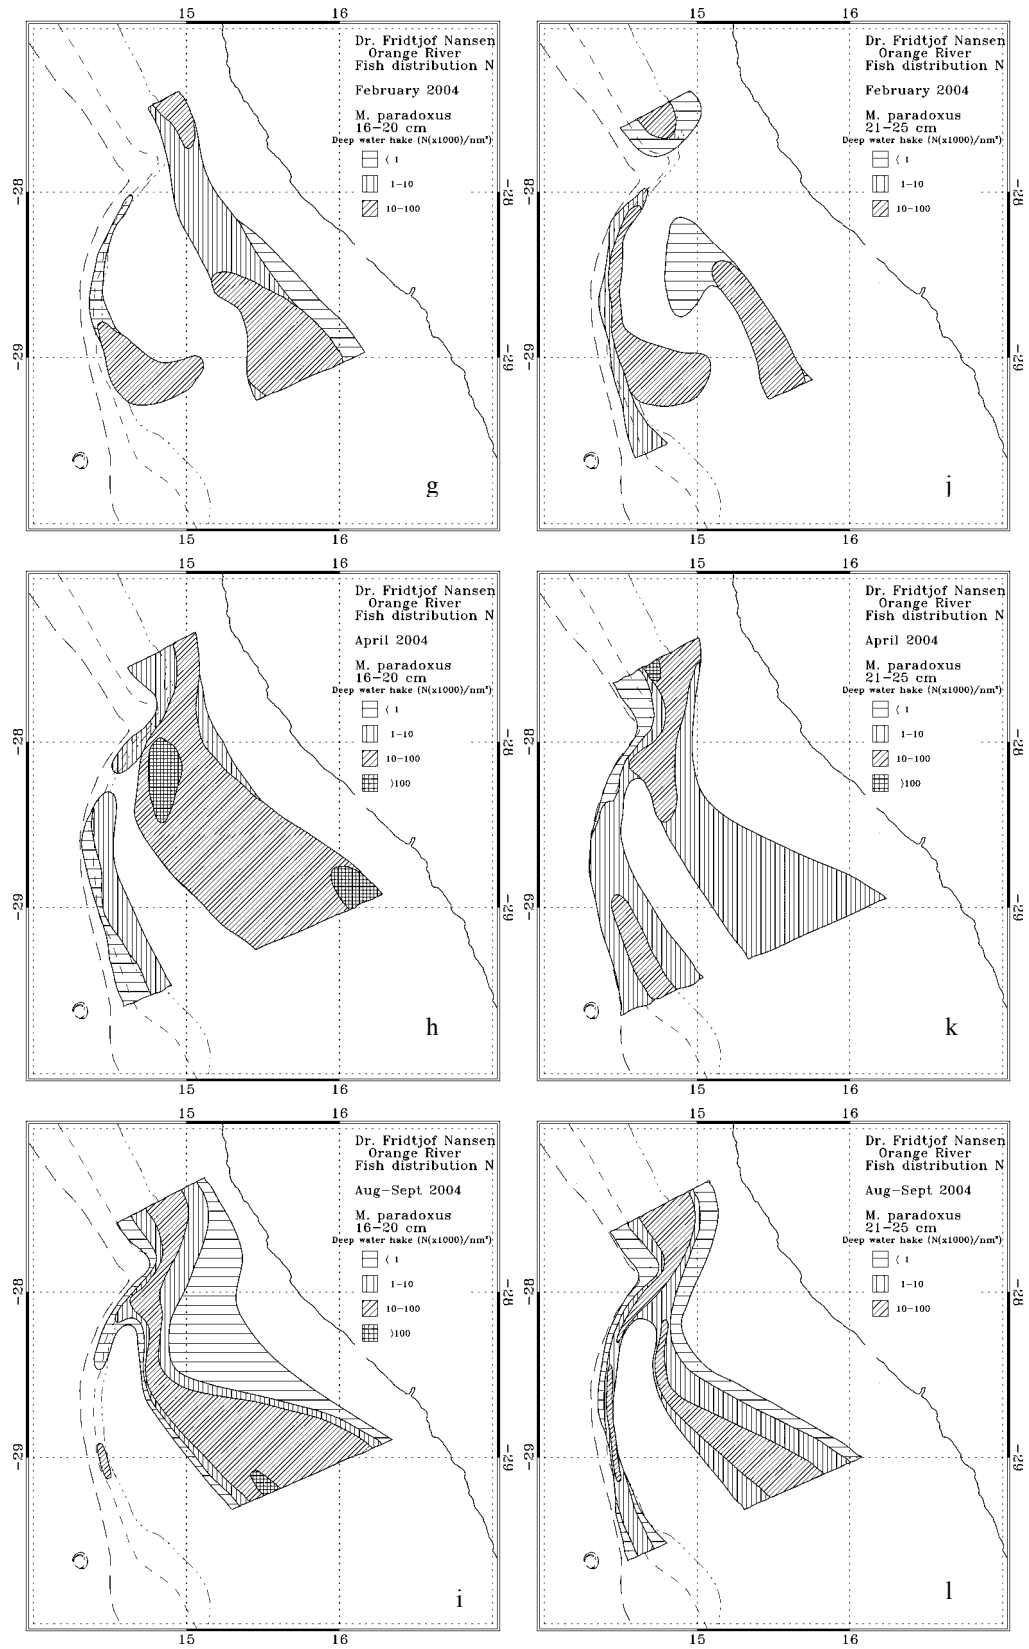 15
16
Dr. Fridtjof Nansen
Orange River
Fish distribution N
February 2004
M. paradoxus
16-20 cm
Deep water hake (N(x1000)/nm²)
⟨ 1
1-10
10-100
-28
-28
-29
-29
g
15
16
15
16
Dr. Fridtjof Nansen
Orange River
Fish distribution N
February 2004
M. paradoxus
21-25 cm
Deep water hake (N(x1000)/nm²)
⟨ 1
1-10
10-100
-28
-29
j
15
16
15
16
Dr. Fridtjof Nansen
Orange River
Fish distribution N
April 2004
M. paradoxus
16-20 cm
Deep water hake (N(x1000)/nm²)
⟨ 1
1-10
10-100
⟩100
-28
-28
-29
-29
h
15
16
15
16
Dr. Fridtjof Nansen
Orange River
Fish distribution N
April 2004
M. paradoxus
21-25 cm
Deep water hake (N(x1000)/nm²)
⟨ 1
1-10
10-100
⟩100
-28
-29
k
15
16
15
16
Dr. Fridtjof Nansen
Orange River
Fish distribution N
Aug-Sept 2004
M. paradoxus
16-20 cm
Deep water hake (N(x1000)/nm²)
⟨ 1
1-10
10-100
⟩100
-28
-28
-29
-29
i
15
16
15
16
Dr. Fridtjof Nansen
Orange River
Fish distribution N
Aug-Sept 2004
M. paradoxus
21-25 cm
Deep water hake (N(x1000)/nm²)
⟨ 1
1-10
10-100
-28
-29
l
15
16